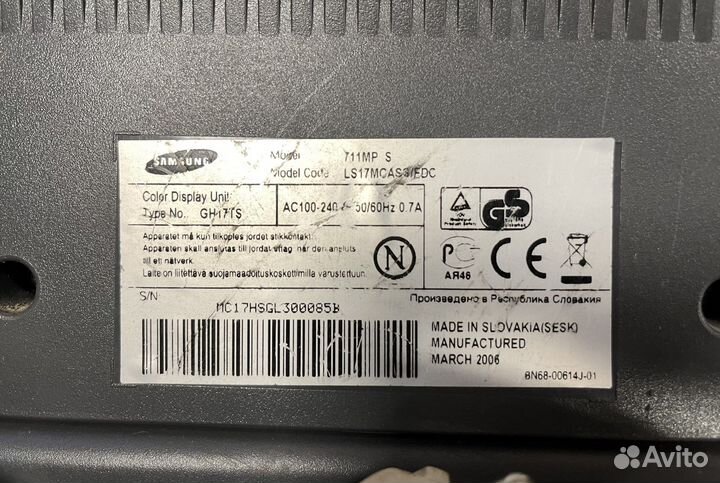 SAMSUNG
Model 711MP S
Model Code LS17MCASS/EDC
Color Display Unit
Type No. GH17TS
AC100-240 V~ 50/60Hz 0.7A
Apparatet må kun tilkoples jordet stikkontakt.
Apparaten skall anslutas till jordat uttag när den ansluts
till ett nätverk.
Laite on liitettävä suojamaadoituskoskettimilla varustettuun.
N
GS
АЯ46
CE
S/N
MC17HSGL300085B
Произведено в Республика Словакия
MADE IN SLOVAKIA(SESK)
MANUFACTURED
MARCH 2006
BN68-00614J-01
Avito